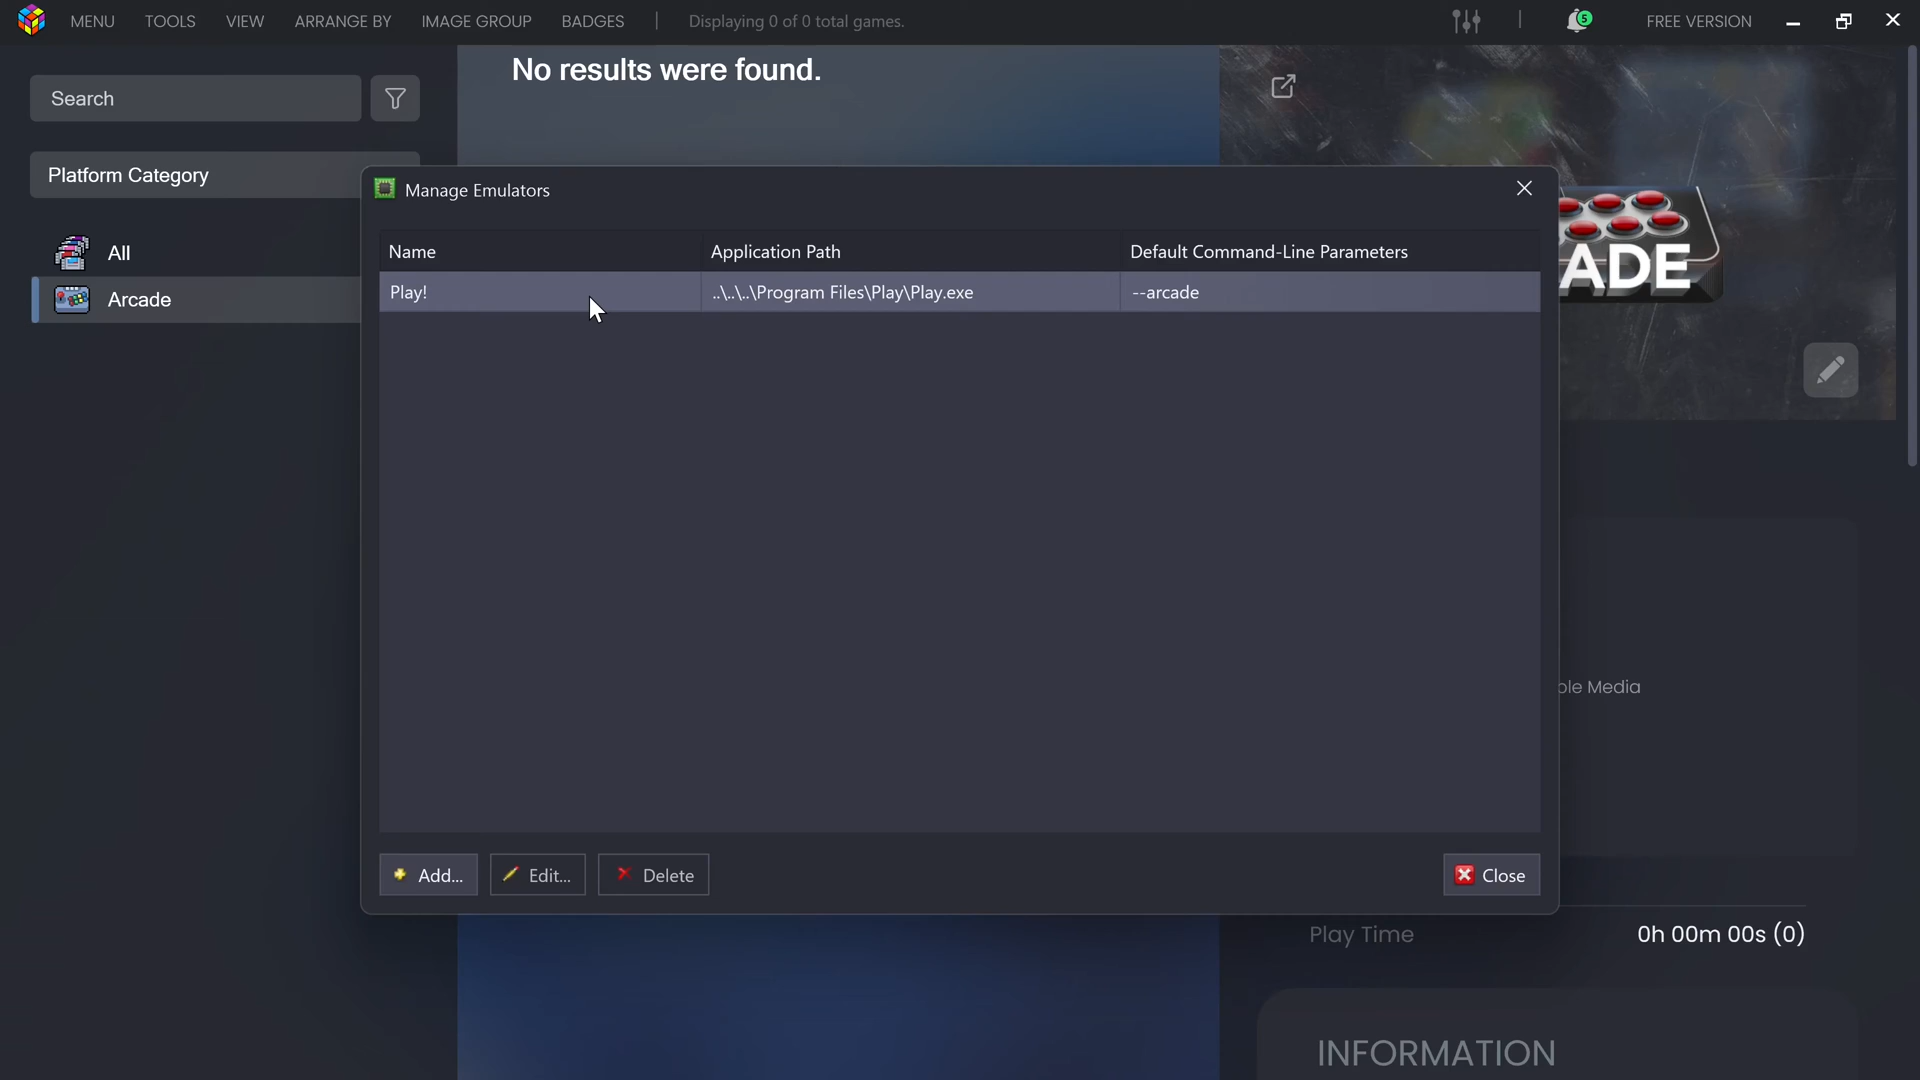 MENU TOOLS VIEW ARRANGE BY IMAGE GROUP BADGES Displaying 0 of 0 total games. 5 FREE VERSION
No results were found.
Search
Platform Category
All
Arcade
Manage Emulators
Name Application Path Default Command-Line Parameters
Play! ..\..\..\Program Files\Play\Play.exe --arcade
ADE
ble Media
Add... Edit... Delete Close
Play Time 0h 00m 00s (0)
INFORMATION